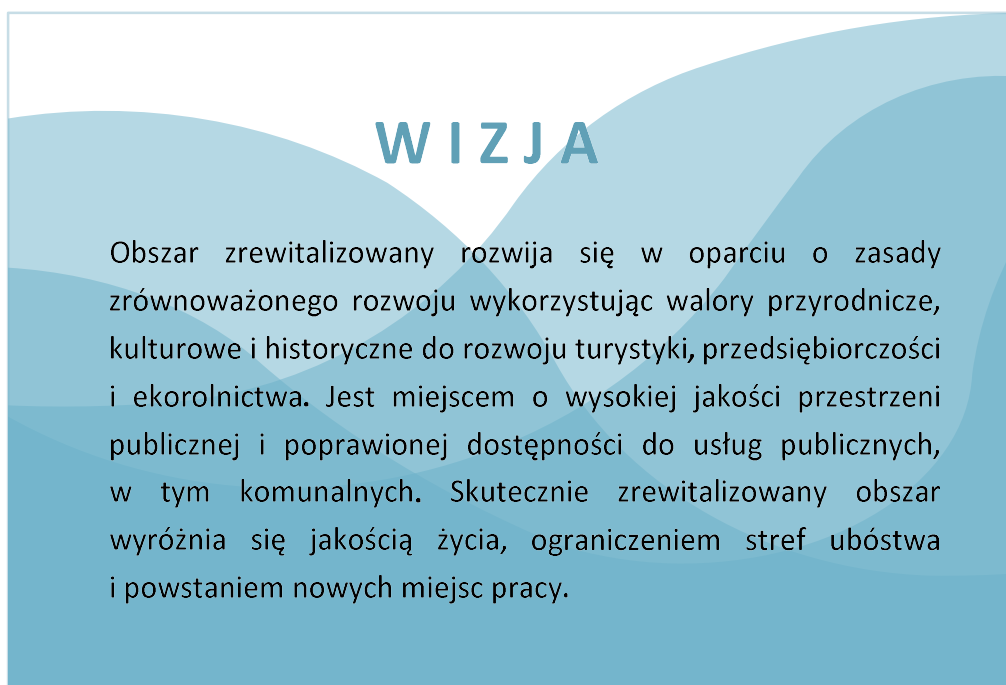 WIZJA
Obszar zrewitalizowany rozwija się w oparciu o zasady
zrównoważonego rozwoju wykorzystując walory przyrodnicze,
kulturowe i historyczne do rozwoju turystyki, przedsiębiorczości
i ekorolnictwa. Jest miejscem o wysokiej jakości przestrzeni
publicznej i poprawionej dostępności do usług publicznych,
w tym komunalnych. Skutecznie zrewitalizowany obszar
wyróżnia się jakością życia, ograniczeniem stref ubóstwa
i powstaniem nowych miejsc pracy.